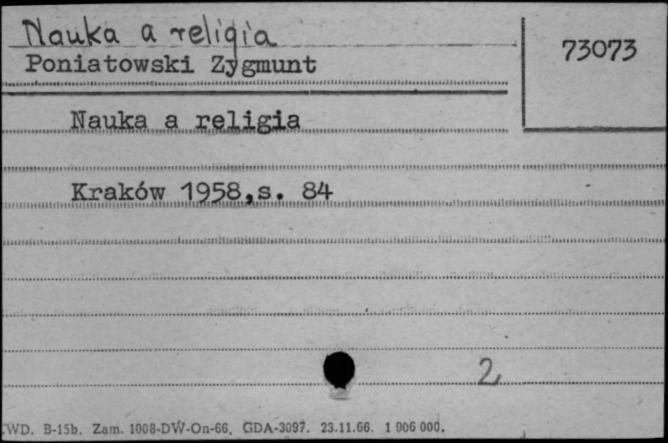 Nauka a religia
73073
Poniatowski Zygmunt
Nauka a religia
Kraków 1958,s. 84
2
WD. B-15b. Zam. 1008-DW-On-66. GDA-3097. 23.11.66. 1 006 000.